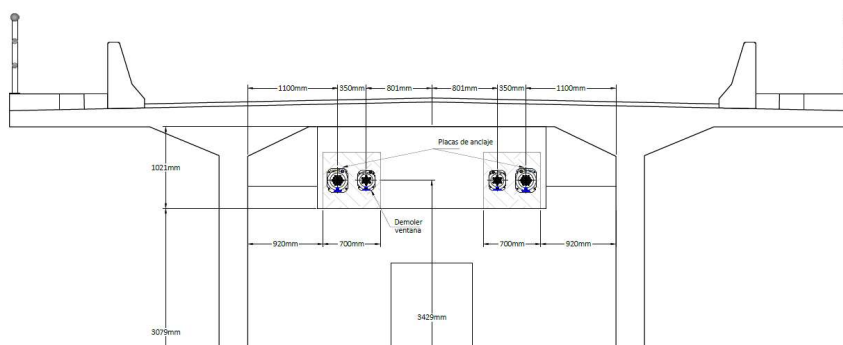 1100mm 350mm 801mm 801mm 350mm 1100mm
Placas de anclaje
1021mm
Demoler
ventana
920mm 700mm 700mm 920mm
3429mm
3079mm